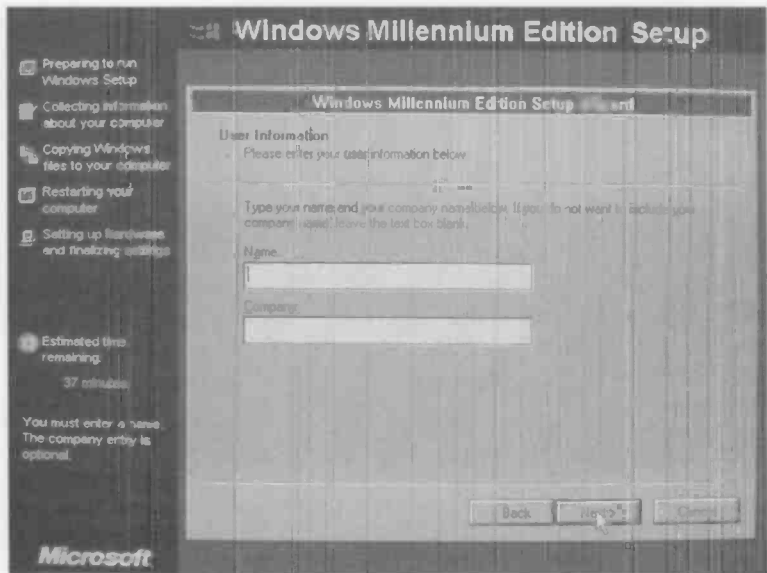 Windows Millennium Edition Setup
Preparing to run
Windows Setup
Collecting information
about your computer
Copying Windows
files to your computer
Restarting your
computer
Setting up hardware
and finalizing settings
Estimated time
remaining:
37 minutes
You must enter a name.
The company entry is
optional.
Microsoft
Windows Millennium Edition Setup Wizard
User Information
Please enter your user information below
Type your name and your company name below. If you do not want to include your
company name, leave the text box blank.
Name:
Company:
Back
Next>
Cancel